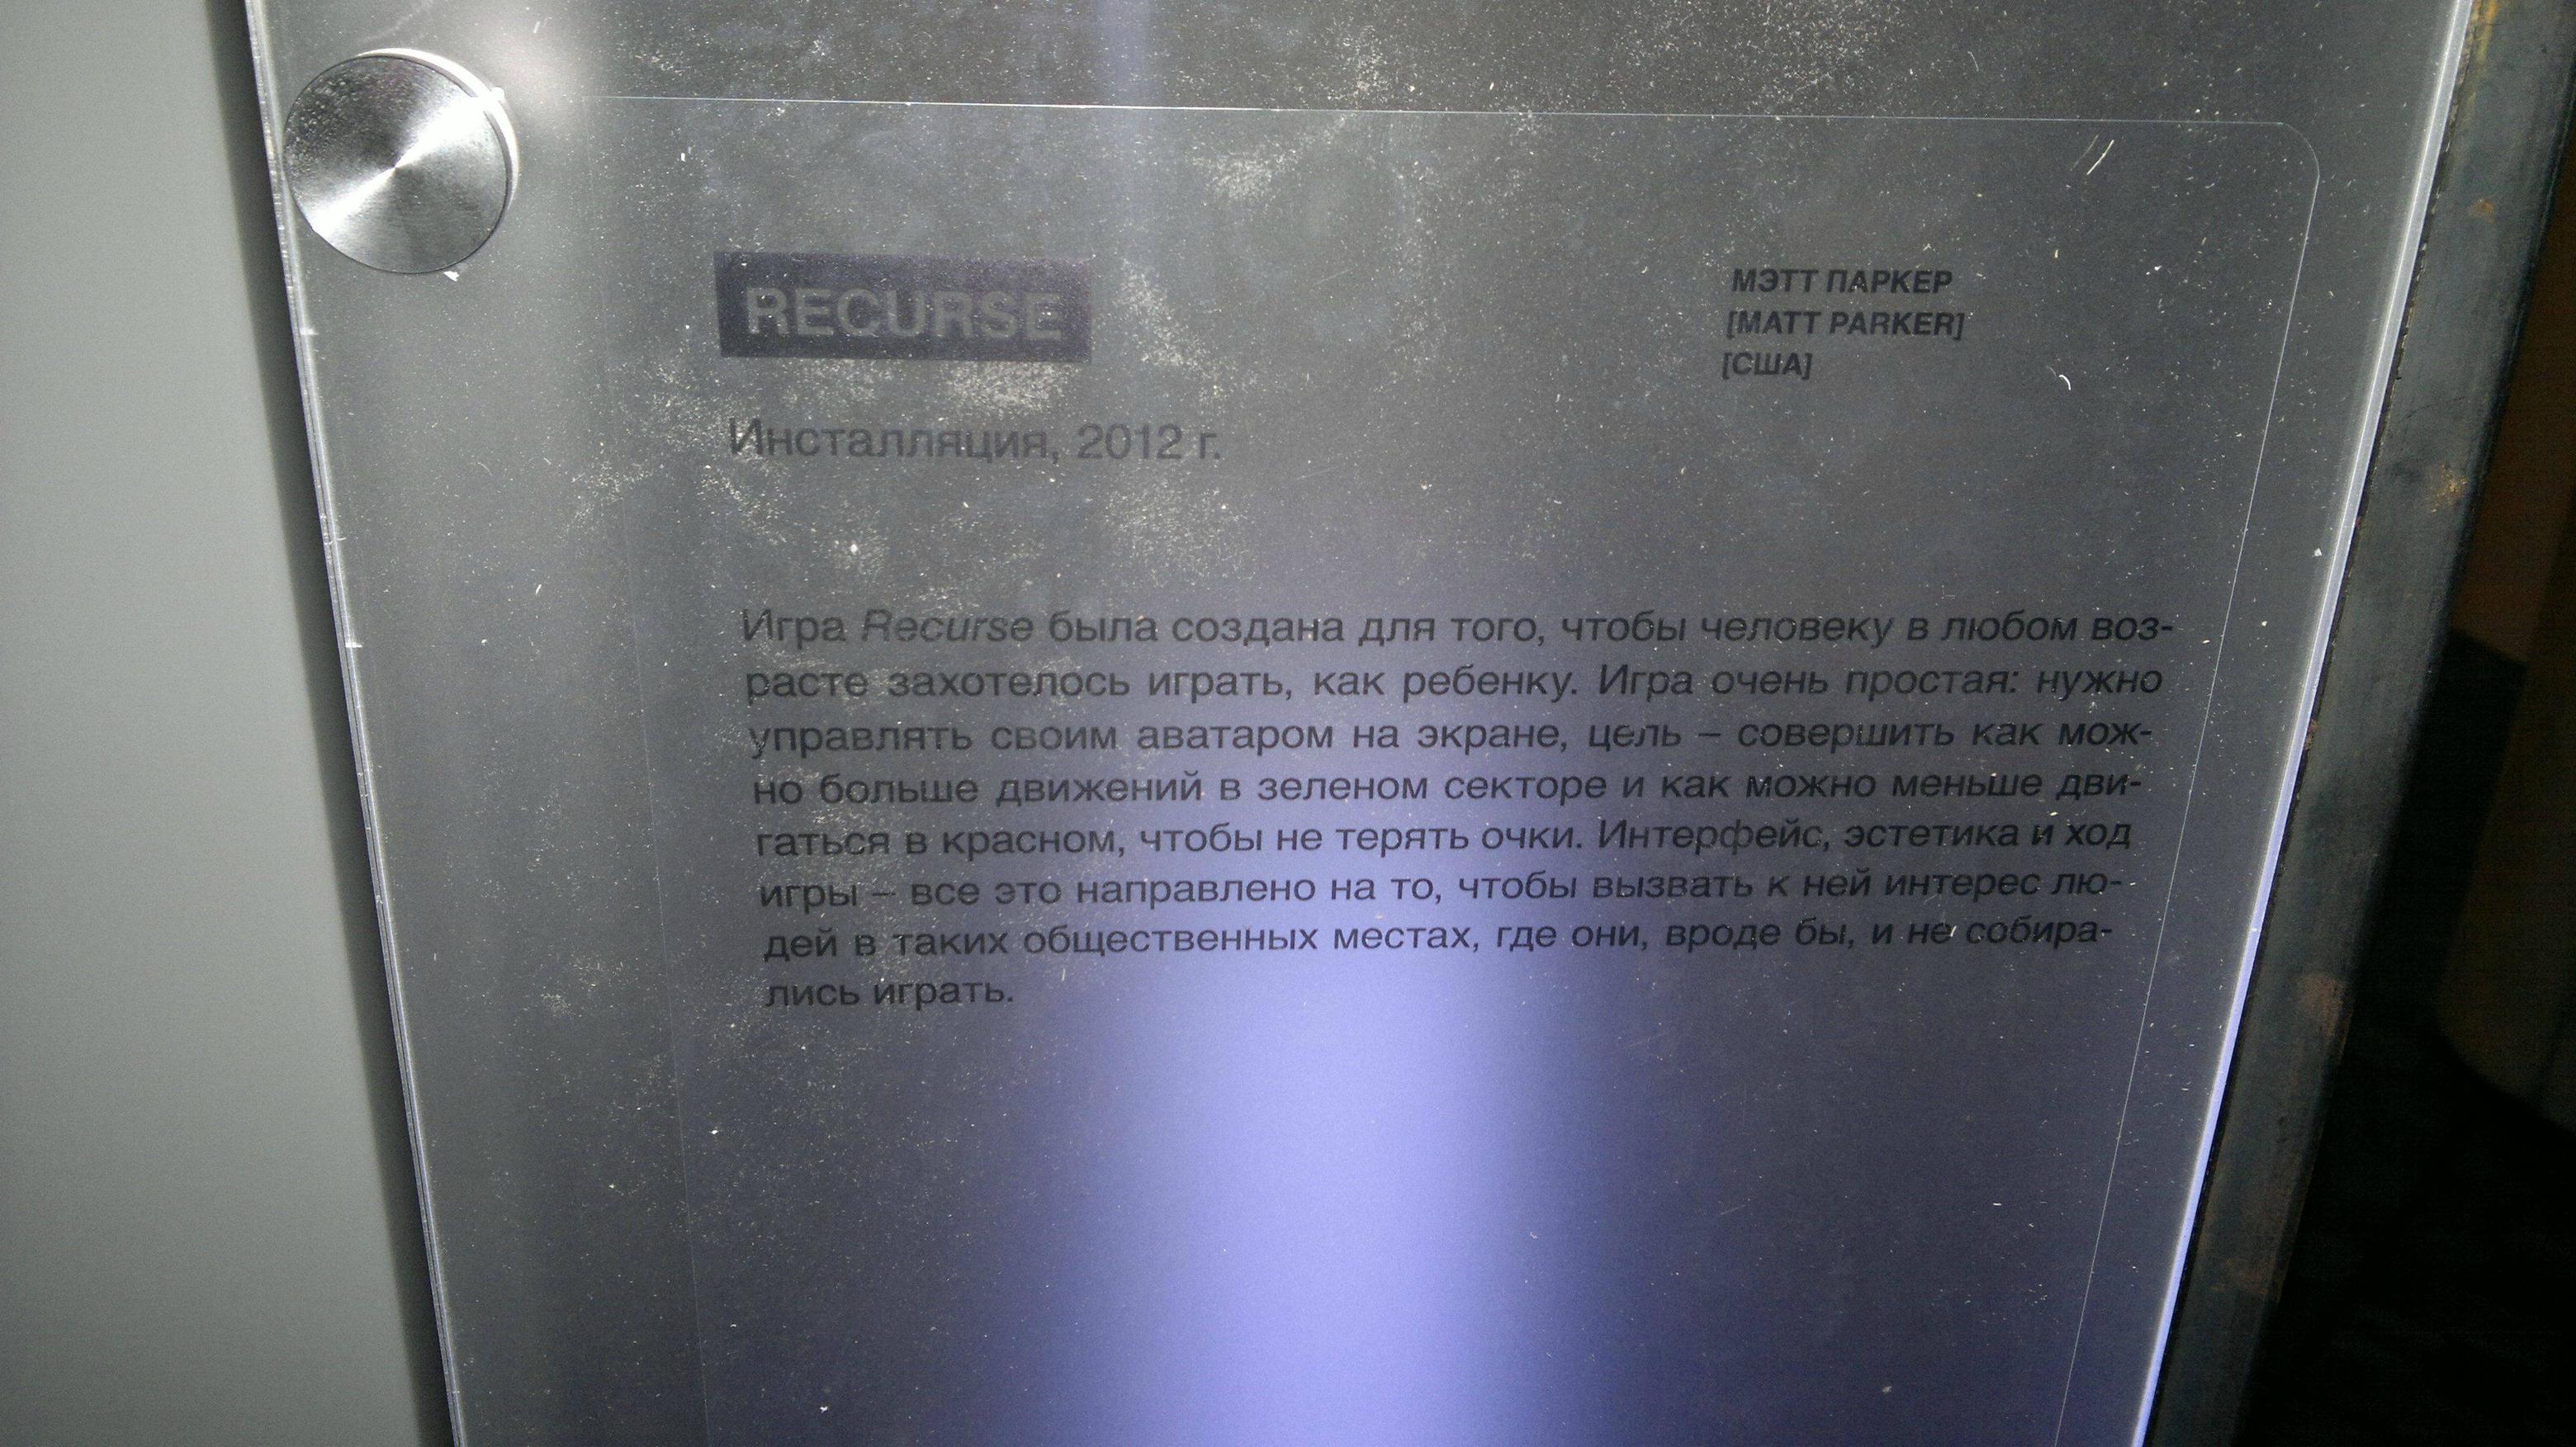 RECURSE
МЭТТ ПАРКЕР
[MATT PARKER]
[США]
Инсталляция, 2012 г.
Игра Recurse была создана для того, чтобы человеку в любом воз-
расте захотелось играть, как ребенку. Игра очень простая: нужно
управлять своим аватаром на экране, цель – совершить как мож-
но больше движений в зеленом секторе и как можно меньше дви-
гаться в красном, чтобы не терять очки. Интерфейс, эстетика и ход
игры – все это направлено на то, чтобы вызвать к ней интерес лю-
дей в таких общественных местах, где они, вроде бы, и не собира-
лись играть.